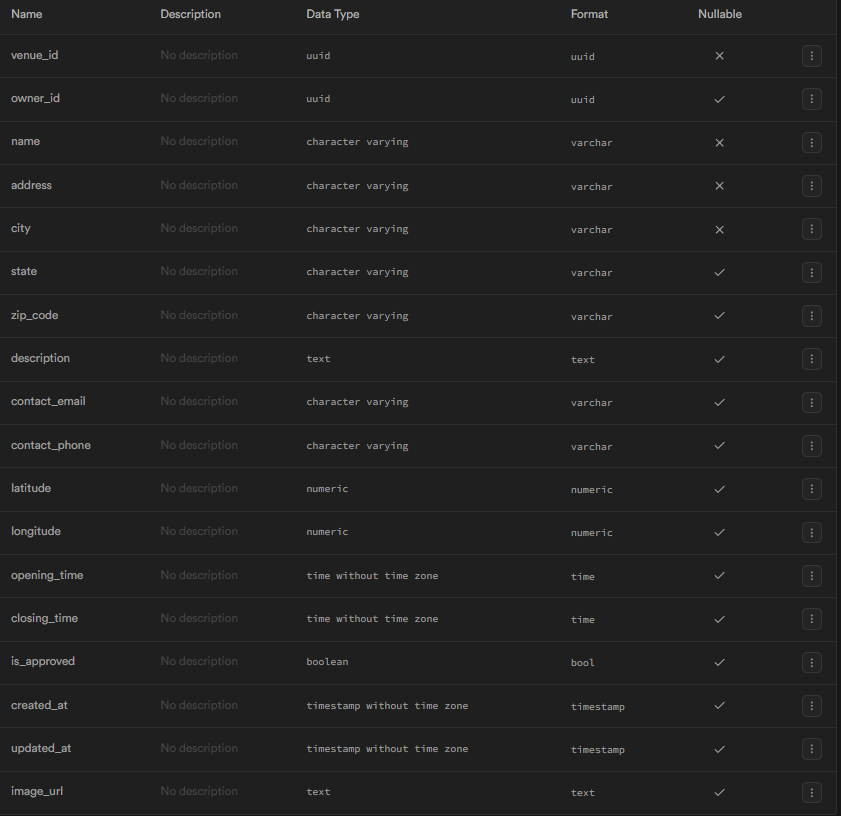 Name Description Data Type Format Nullable
venue_id No description uuid uuid
owner_id No description uuid uuid
name No description character varying varchar
address No description character varying varchar
city No description character varying varchar
state No description character varying varchar
zip_code No description character varying varchar
description No description text text
contact_email No description character varying varchar
contact_phone No description character varying varchar
latitude No description numeric numeric
longitude No description numeric numeric
opening_time No description time without time zone time
closing_time No description time without time zone time
is_approved No description boolean bool
created_at No description timestamp without time zone timestamp
updated_at No description timestamp without time zone timestamp
image_url No description text text